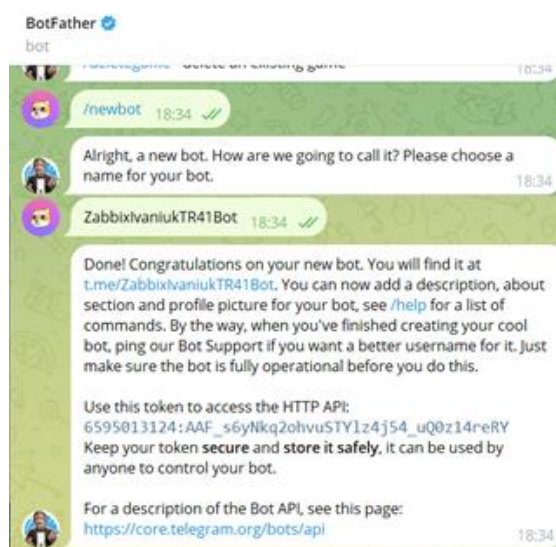 BotFather
bot
/deletegame - delete an existing game
18:34
/newbot 18:34
Alright, a new bot. How are we going to call it? Please choose a
name for your bot.
18:34
ZabbixIvaniukTR41Bot 18:34
Done! Congratulations on your new bot. You will find it at
t.me/ZabbixIvaniukTR41Bot. You can now add a description, about
section and profile picture for your bot, see /help for a list of
commands. By the way, when you've finished creating your cool
bot, ping our Bot Support if you want a better username for it. Just
make sure the bot is fully operational before you do this.
Use this token to access the HTTP API:
6595013124:AAF_s6yNkq2ohvuSTYlz4j54_uQ0z14reRY
Keep your token secure and store it safely, it can be used by
anyone to control your bot.
For a description of the Bot API, see this page:
https://core.telegram.org/bots/api
18:34